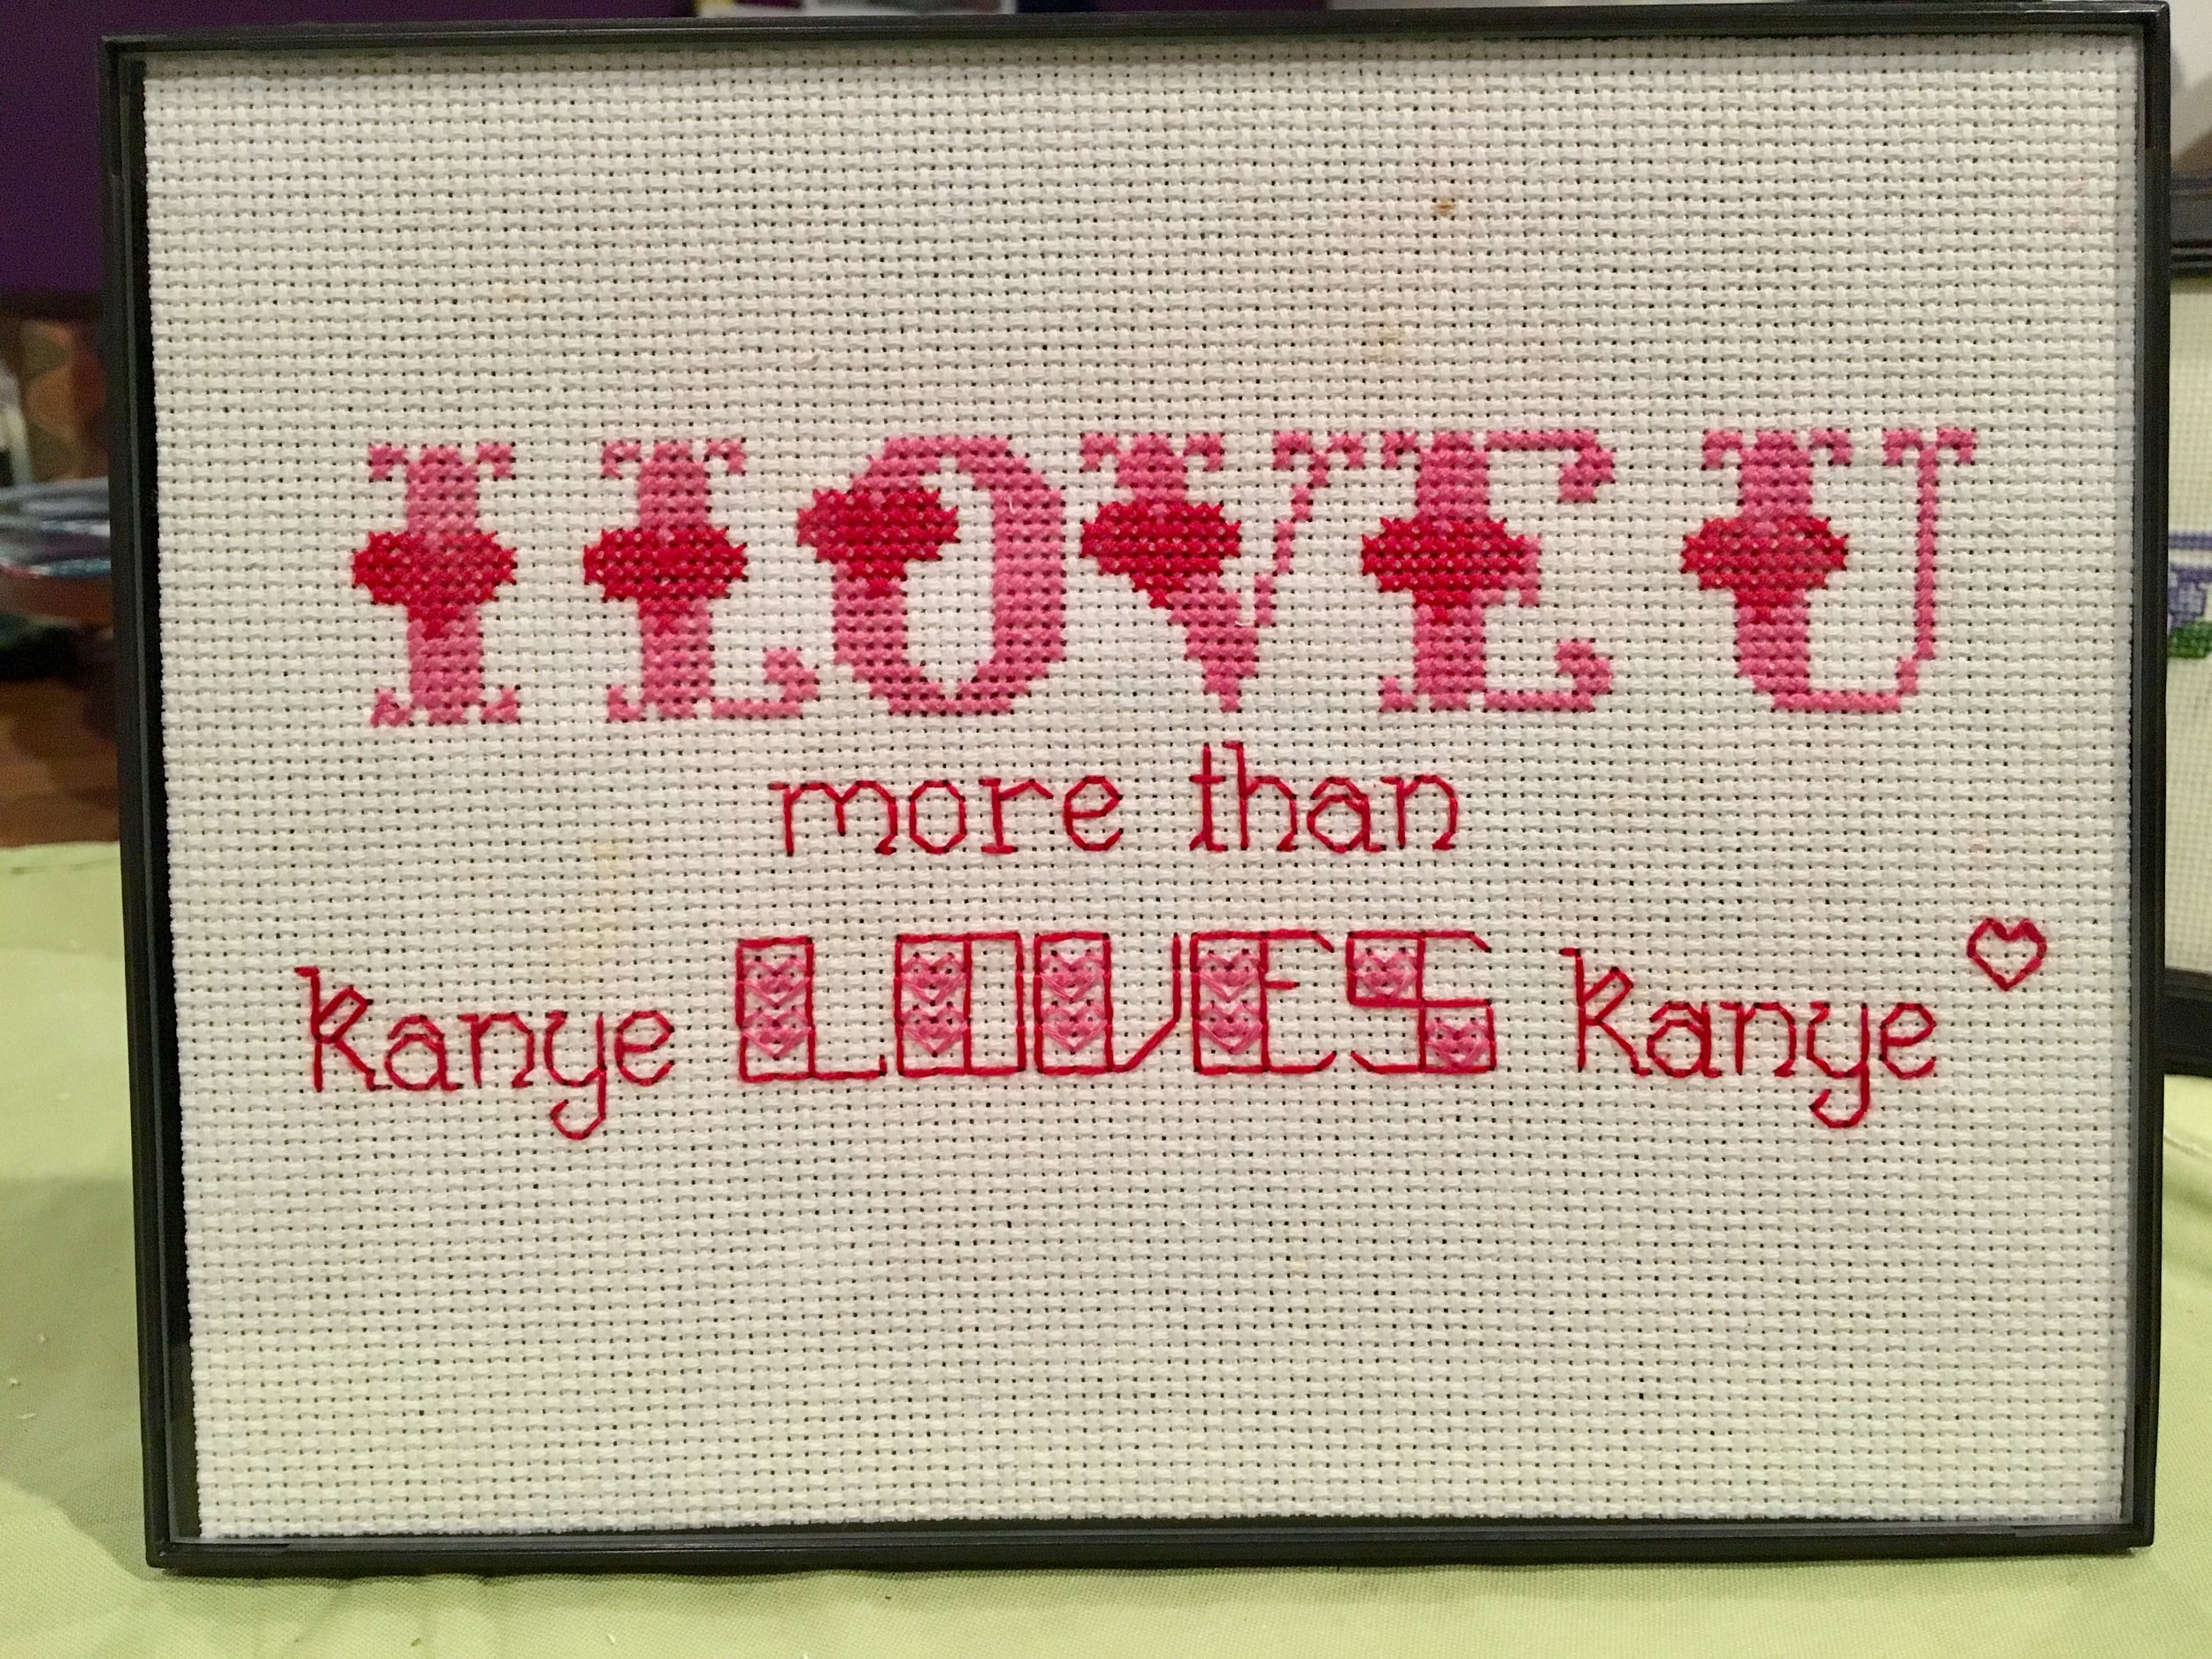 I LOVE U
more than
kanye LOVES kanye